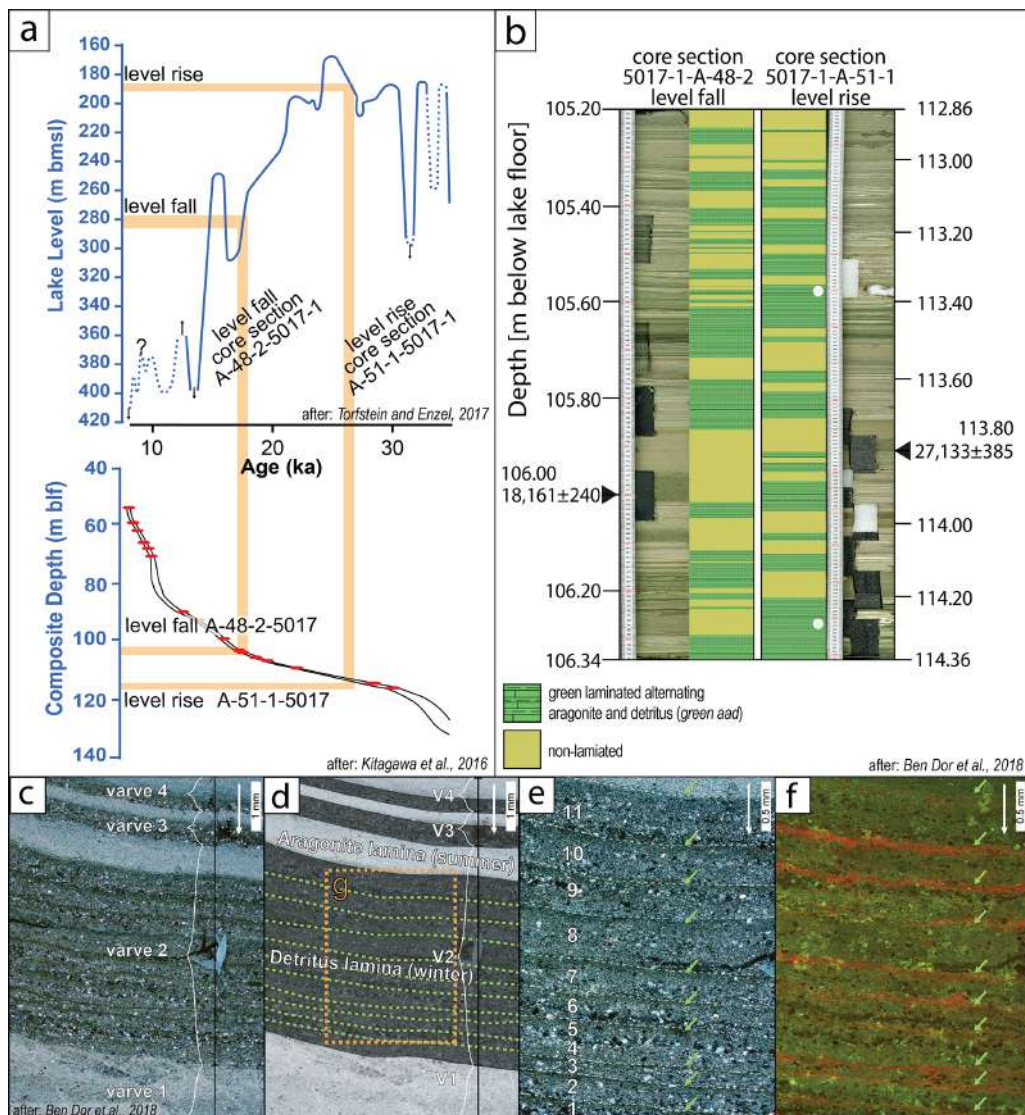 a
160
180
200
220
240
260
280
300
320
340
360
380
400
420
Lake Level (m bmsl)
level rise
level fall
?
level fall
core section
A-48-2-5017-1
level rise
core section
A-51-1-5017-1
after: Torfstein and Enzel, 2017
10
20
30
Age (ka)
40
60
80
100
120
140
Composite Depth (m blf)
level fall A-48-2-5017
level rise A-51-1-5017
after: Kitagawa et al., 2016
b
core section
5017-1-A-48-2
level fall
core section
5017-1-A-51-1
level rise
Depth [m below lake floor]
105.20
105.40
105.60
105.80
106.00
18,161±240
106.20
106.34
112.86
113.00
113.20
113.40
113.60
113.80
27,133±385
114.00
114.20
114.36
green laminated alternating
aragonite and detritus (green aad)
non-lamiated
after: Ben Dor et al., 2018
c
varve 4
varve 3
varve 2
varve 1
1 mm
after: Ben Dor et al., 2018
d
V4
V3
Aragonite lamina (summer)
g
V2
Detritus lamina (winter)
V1
1 mm
e
11
10
9
8
7
6
5
4
3
2
1
0.5 mm
f
0.5 mm